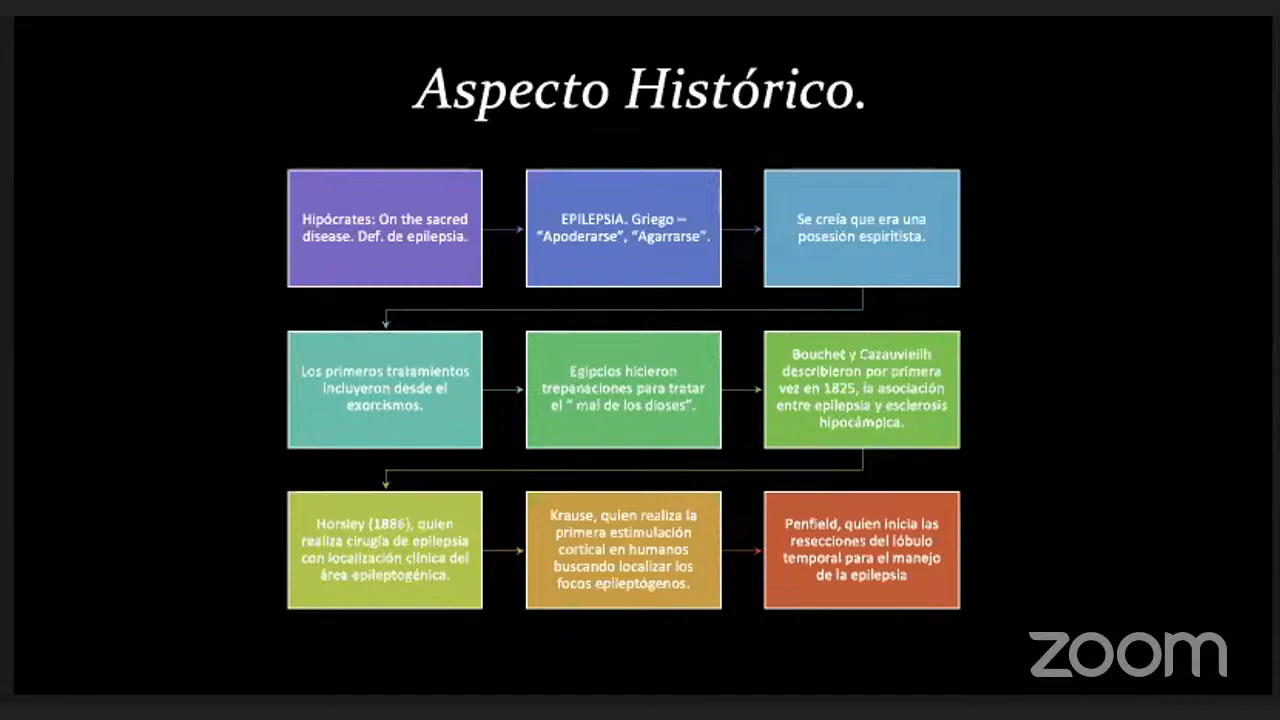 Aspecto Histórico.
Hipócrates: On the sacred
disease. Def. de epilepsia.
EPILEPSIA. Griego –
“Apoderarse”, “Agarrarse”.
Se creía que era una
posesión espiritista.
Los primeros tratamientos
incluyeron desde el
exorcismos.
Egipcios hicieron
trepanaciones para tratar
el “ mal de los dioses”.
Bouchet y Cazauvieilh
describieron por primera
vez en 1825, la asociación
entre epilepsia y esclerosis
hipocámpica.
Horsley (1886), quien
realiza cirugía de epilepsia
con localización clínica del
área epileptogénica.
Krause, quien realiza la
primera estimulación
cortical en humanos
buscando localizar los
focos epileptógenos.
Penfield, quien inicia las
resecciones del lóbulo
temporal para el manejo
de la epilepsia
zoom